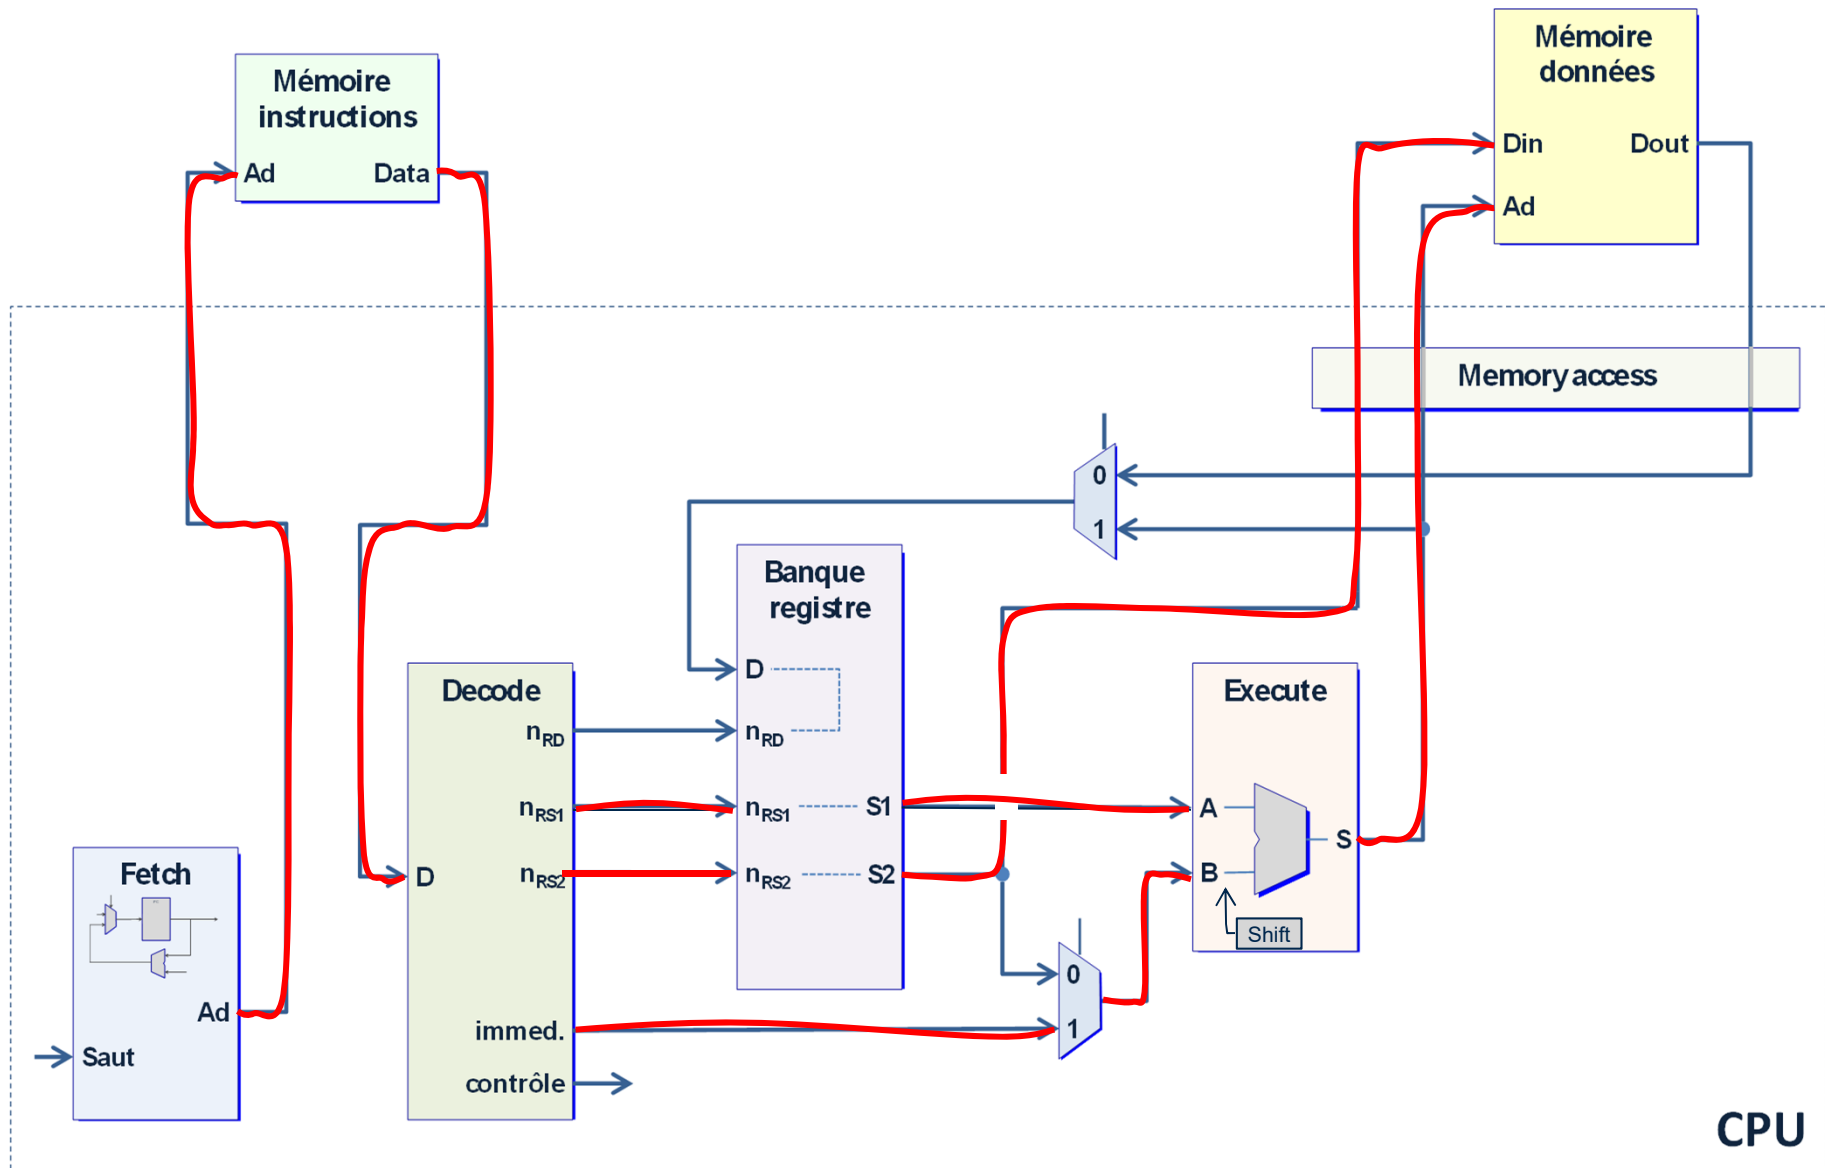 Mémoire
données
Mémoire
instructions
Din
Dout
Ad
Data
Ad
Memory access
0
1
Banque
registre
D
Decode
Execute
nRD
nRD
nRS1
nRS1
S1
A
S
Fetch
D
nRS2
nRS2
S2
B
Shift
0
Ad
immed.
1
Saut
contrôle
CPU